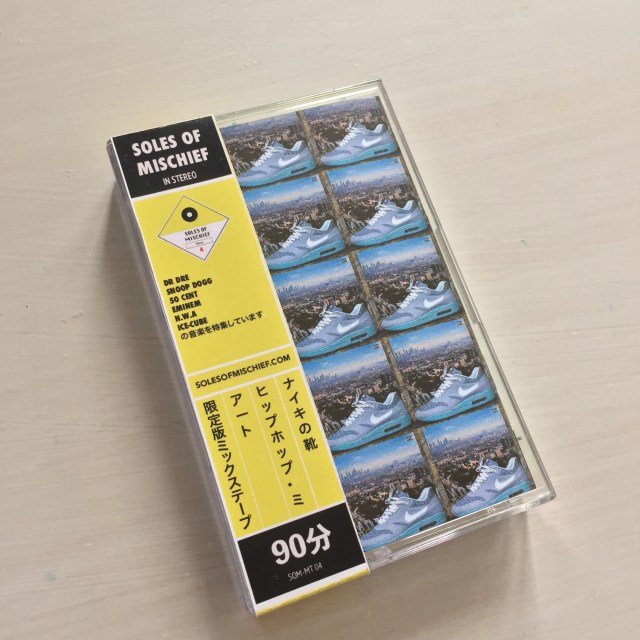 SOLES OF
MISCHIEF
IN STEREO
SOLES OF
MISCHIEF
4
DR DRE
SNOOP DOGG
50 CENT
EMINEM
N.W.A
ICE-CUBE
の音楽を特集しています
SOLESOFMISCHIEF.COM
ナイキの靴
ヒップホップ・ミ
アート
限定版ミックステープ
90分
SOM-MT 04